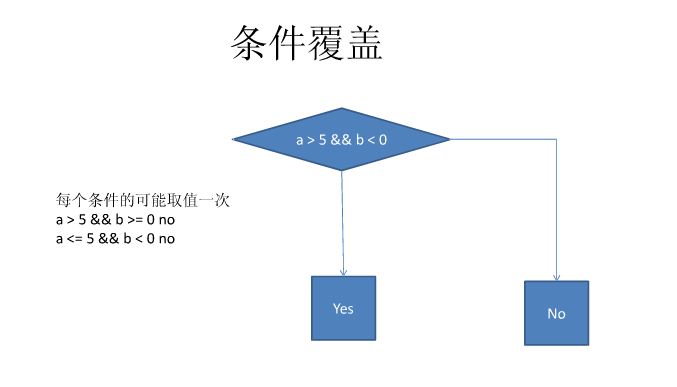 条件覆盖
a > 5 && b < 0
每个条件的可能取值一次
a > 5 && b >= 0 no
a <= 5 && b < 0 no
Yes
No